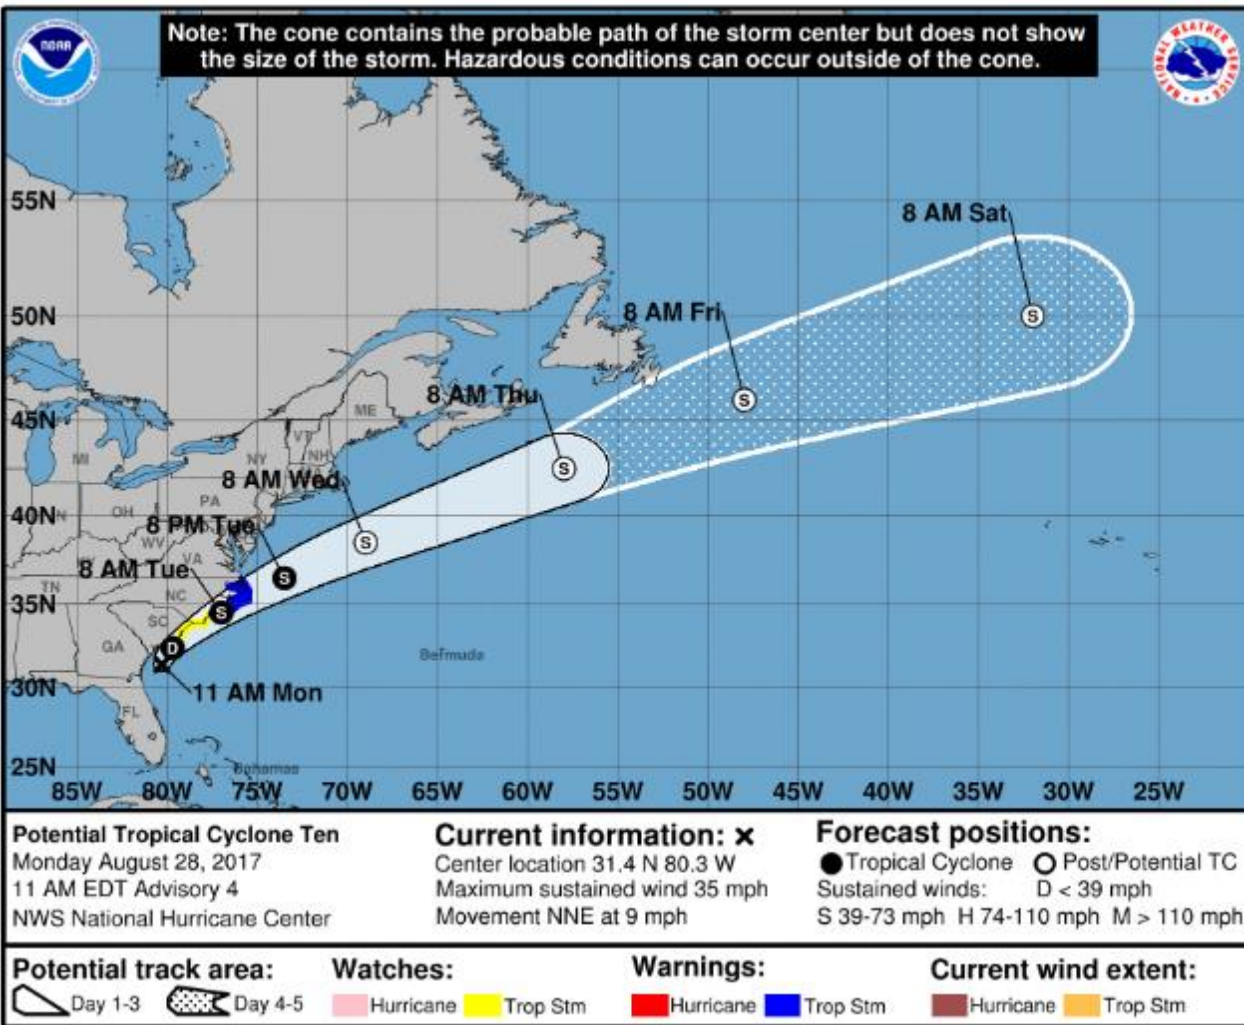 Note: The cone contains the probable path of the storm center but does not show
the size of the storm. Hazardous conditions can occur outside of the cone.
NOAA
NATIONAL WEATHER SERVICE
55N
8 AM Sat
50N
8 AM Fri
S
8 AM Thu
S
45N
ME
VT
NH
MI
NY
8 AM Wed
S
PA
40N
OH
8 PM Tue
S
WV
VA
8 AM Tue
S
TN
NC
35N
S
SC
D
GA
Bermuda
30N
11 AM Mon
FL
25N
Bahamas
85W 80W 75W 70W 65W 60W 55W 50W 45W 40W 35W 30W 25W
Potential Tropical Cyclone Ten
Monday August 28, 2017
11 AM EDT Advisory 4
NWS National Hurricane Center
Current information: x
Center location 31.4 N 80.3 W
Maximum sustained wind 35 mph
Movement NNE at 9 mph
Forecast positions:
Tropical Cyclone Post/Potential TC
Sustained winds: D < 39 mph
S 39-73 mph H 74-110 mph M > 110 mph
Potential track area:
Day 1-3 Day 4-5
Watches:
Hurricane Trop Stm
Warnings:
Hurricane Trop Stm
Current wind extent:
Hurricane Trop Stm